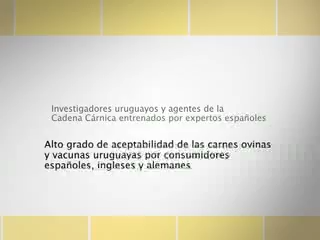 Investigadores uruguayos y agentes de la
Cadena Cárnica entrenados por expertos españoles
Alto grado de aceptabilidad de las carnes ovinas
y vacunas uruguayas por consumidores
españoles, ingleses y alemanes